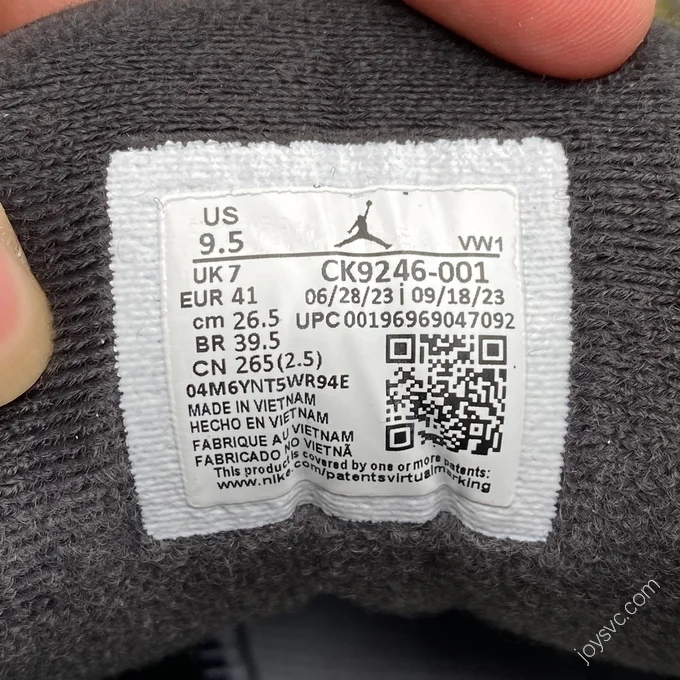 US
9.5
VW1
UK 7
CK9246-001
EUR 41
06/28/23 | 09/18/23
cm 26.5
UPC 00196969047092
BR 39.5
CN 265(2.5)
04M6YNT5WR94E
MADE IN VIETNAM
HECHO EN VIETNAM
FABRIQUE AU VIETNAM
FABRICADO NO VIETNÃ
This product is covered by one or more patents:
www.nike.com/patentsvirtualmarking
joysvc.com